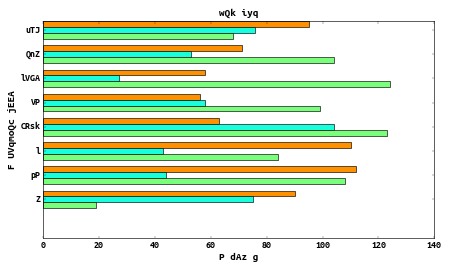 wQk iyq
F UVqmoQc jEEA
uTJ
QnZ
lVGA
VP
CRsk
l
pP
Z
0 20 40 60 80 100 120 140
P dAz g